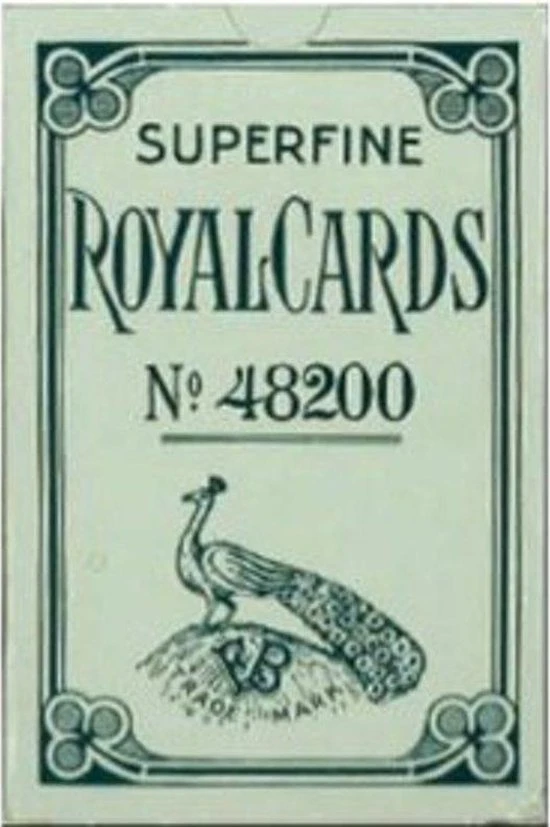 SUPERFINE
ROYAL CARDS
Nº 48200
TRADE MARK